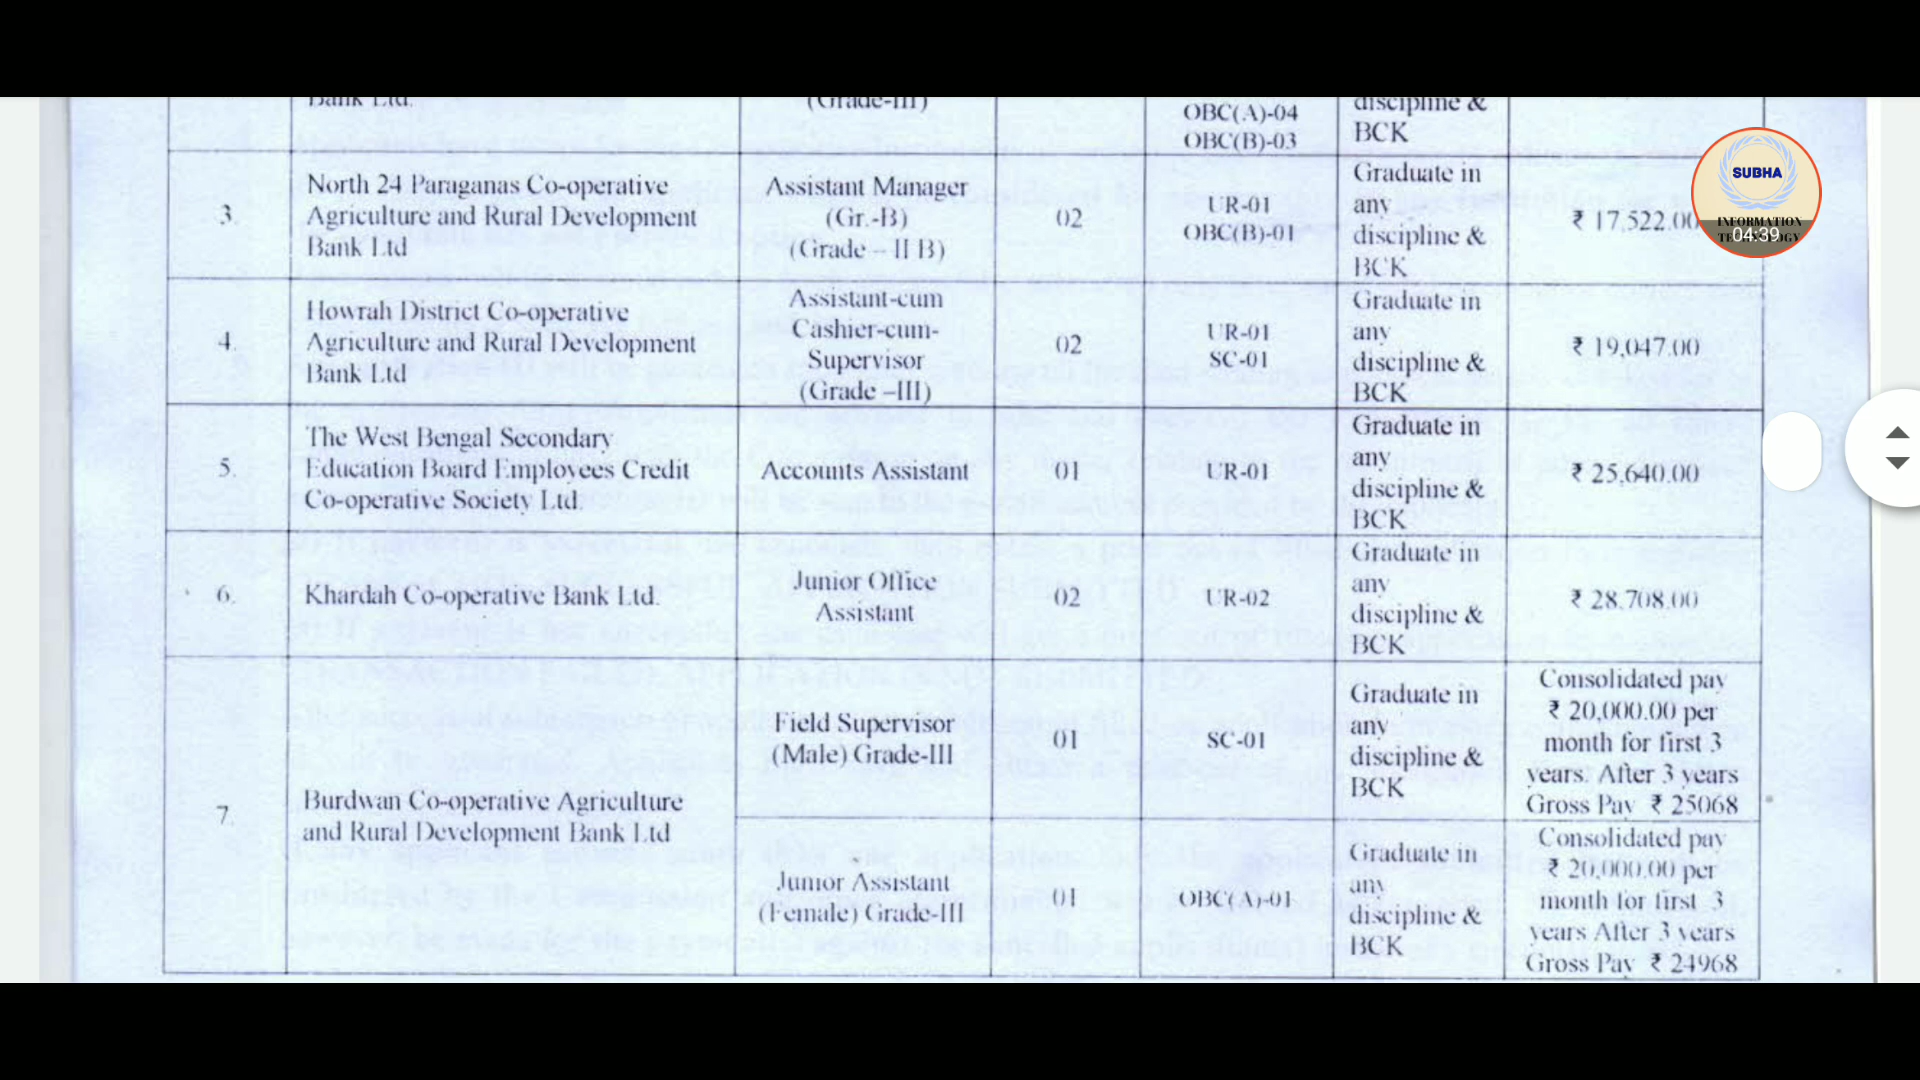 Bank Ltd.
(Grade-III)
OBC(A)-04
OBC(B)-03
discipline &
BCK
3.
North 24 Paraganas Co-operative
Agriculture and Rural Development
Bank Ltd
Assistant Manager
(Gr.-B)
(Grade – II B)
02
UR-01
OBC(B)-01
Graduate in
any
discipline &
BCK
₹ 17,522.00
4.
Howrah District Co-operative
Agriculture and Rural Development
Bank Ltd
Assistant-cum
Cashier-cum-
Supervisor
(Grade –III)
02
UR-01
SC-01
Graduate in
any
discipline &
BCK
₹ 19,047.00
5.
The West Bengal Secondary
Education Board Employees Credit
Co-operative Society Ltd.
Accounts Assistant
01
UR-01
Graduate in
any
discipline &
BCK
₹ 25,640.00
6.
Khardah Co-operative Bank Ltd.
Junior Office
Assistant
02
UR-02
Graduate in
any
discipline &
BCK
₹ 28,708.00
7.
Burdwan Co-operative Agriculture
and Rural Development Bank Ltd
Field Supervisor
(Male) Grade-III
01
SC-01
Graduate in
any
discipline &
BCK
Consolidated pay
₹ 20,000.00 per
month for first 3
years. After 3 years
Gross Pay ₹ 25068
Junior Assistant
(Female) Grade-III
01
OBC(A)-01
Graduate in
any
discipline &
BCK
Consolidated pay
₹ 20,000.00 per
month for first 3
years After 3 years
Gross Pay ₹ 24968
SUBHA
INFORMATION
TECHNOLOGY
04:39